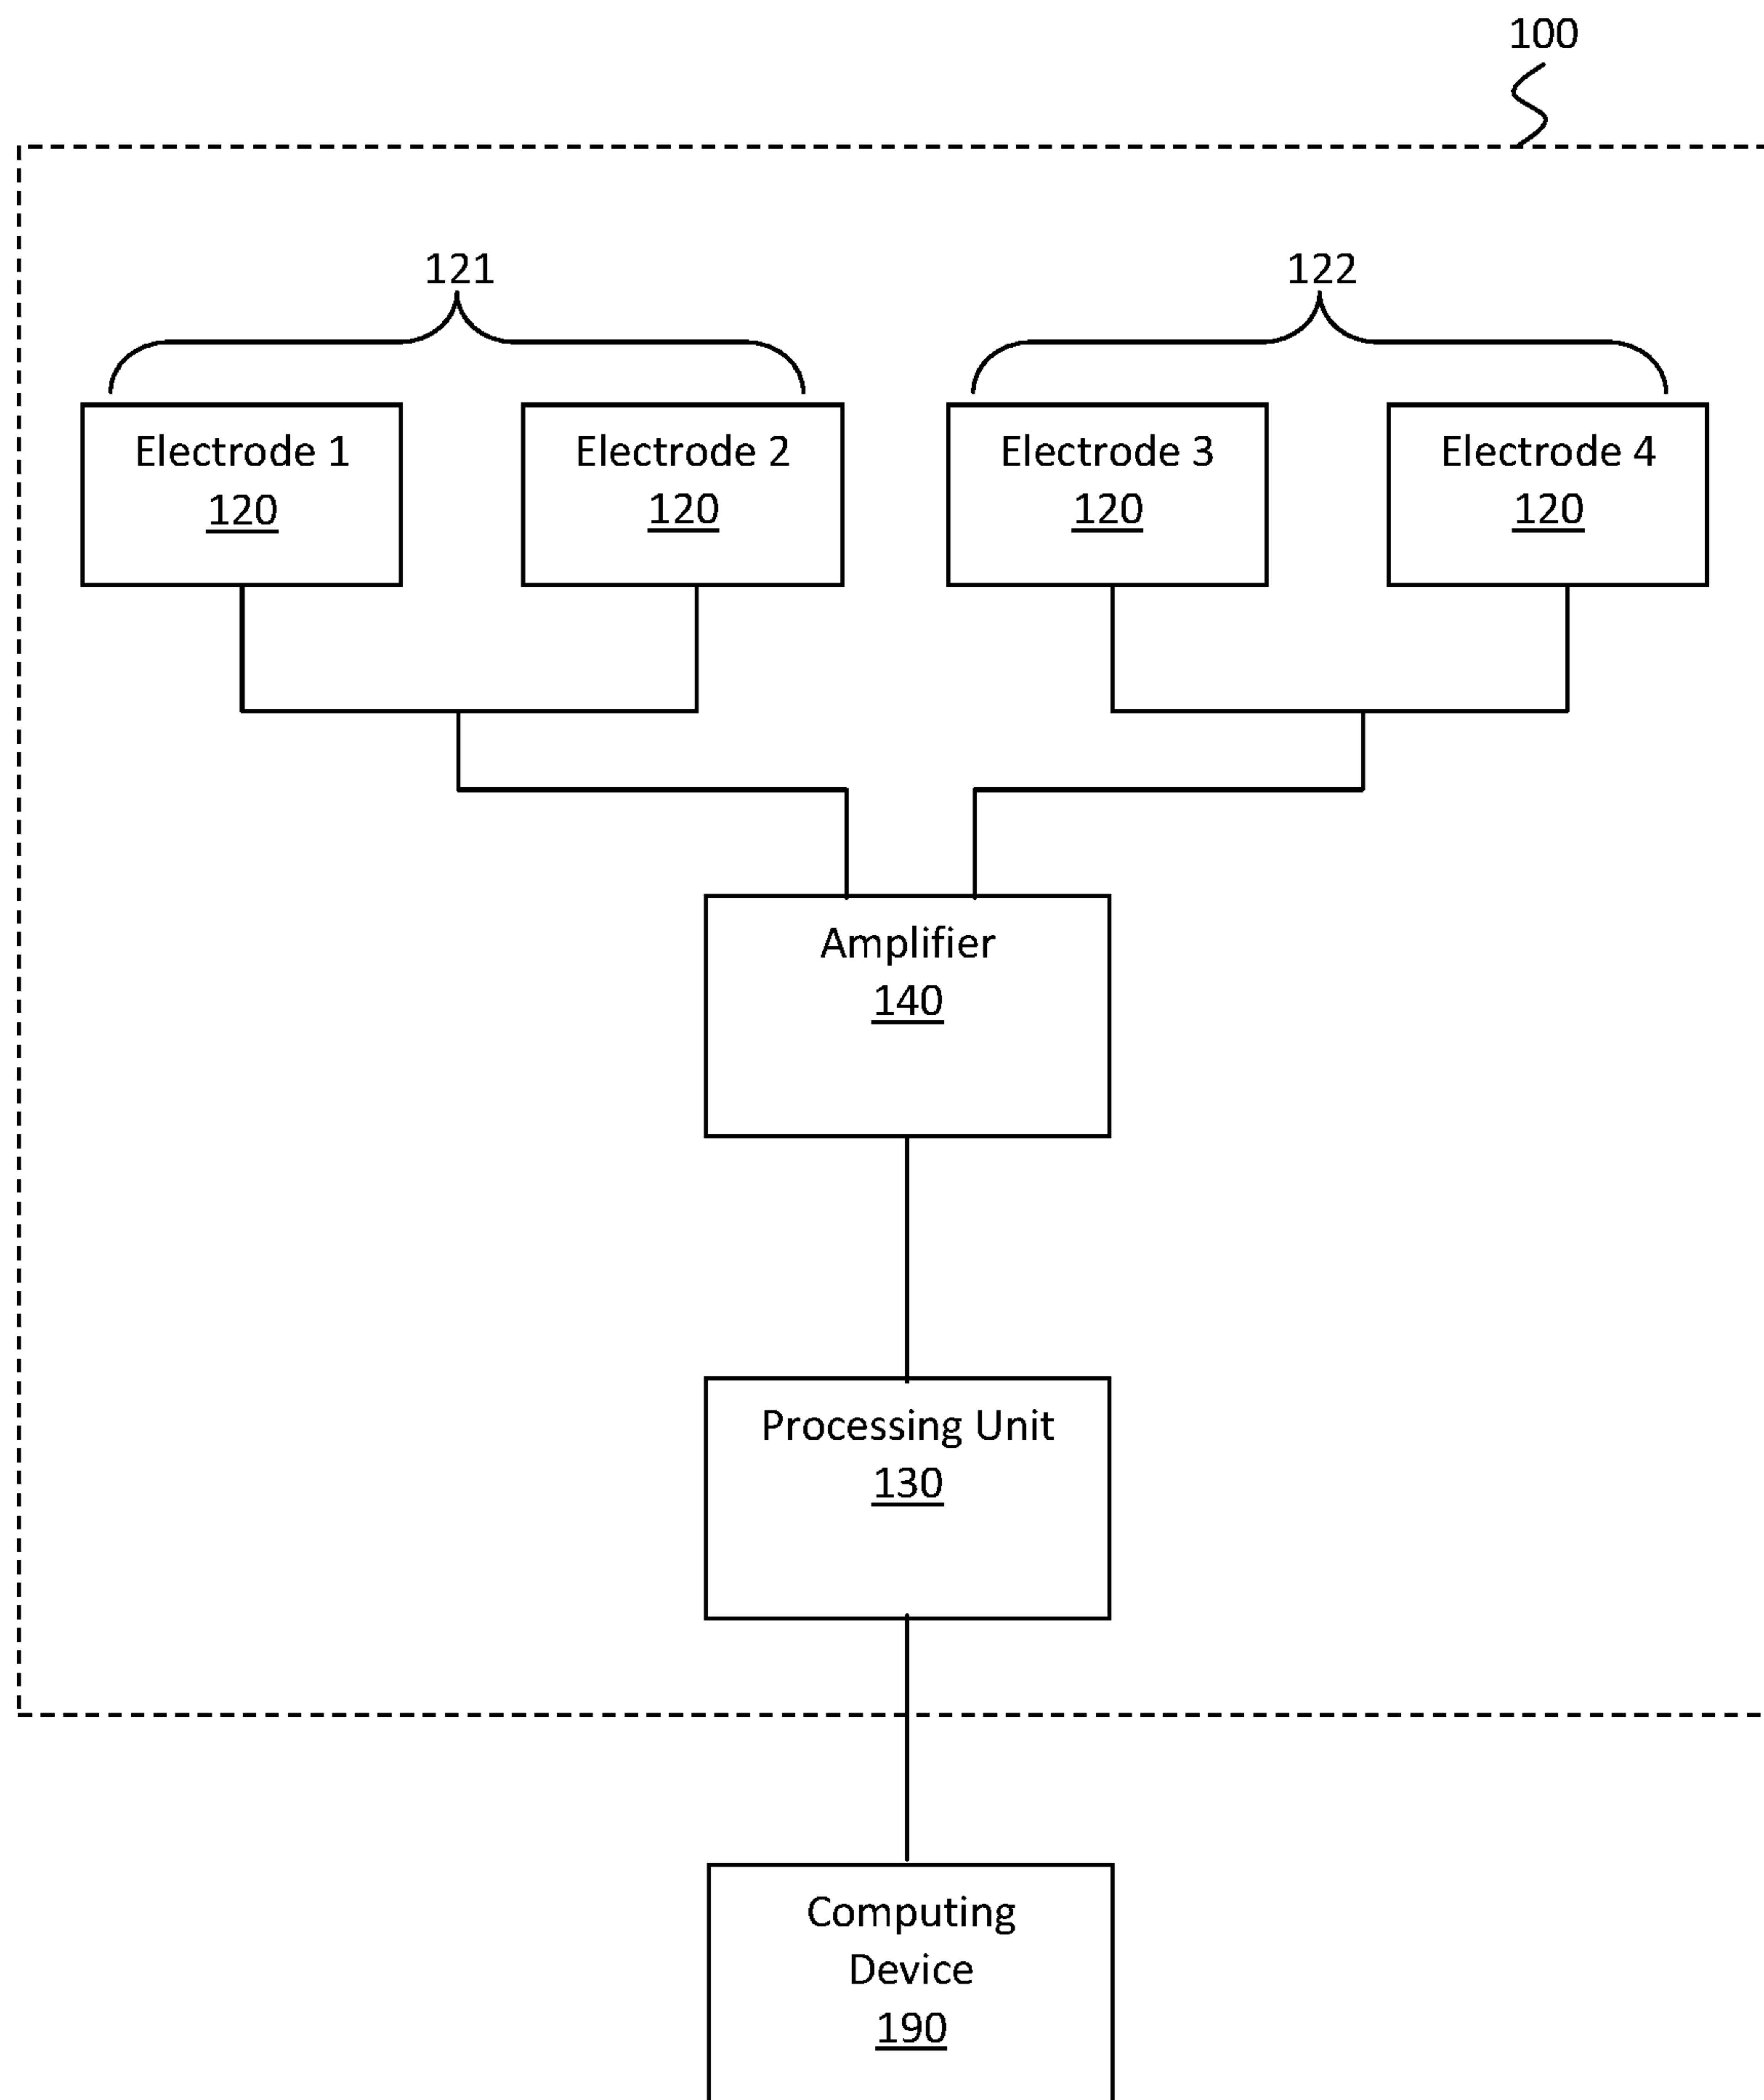 100
121
122
Electrode 1
120
Electrode 2
120
Electrode 3
120
Electrode 4
120
Amplifier
140
Processing Unit
130
Computing
Device
190